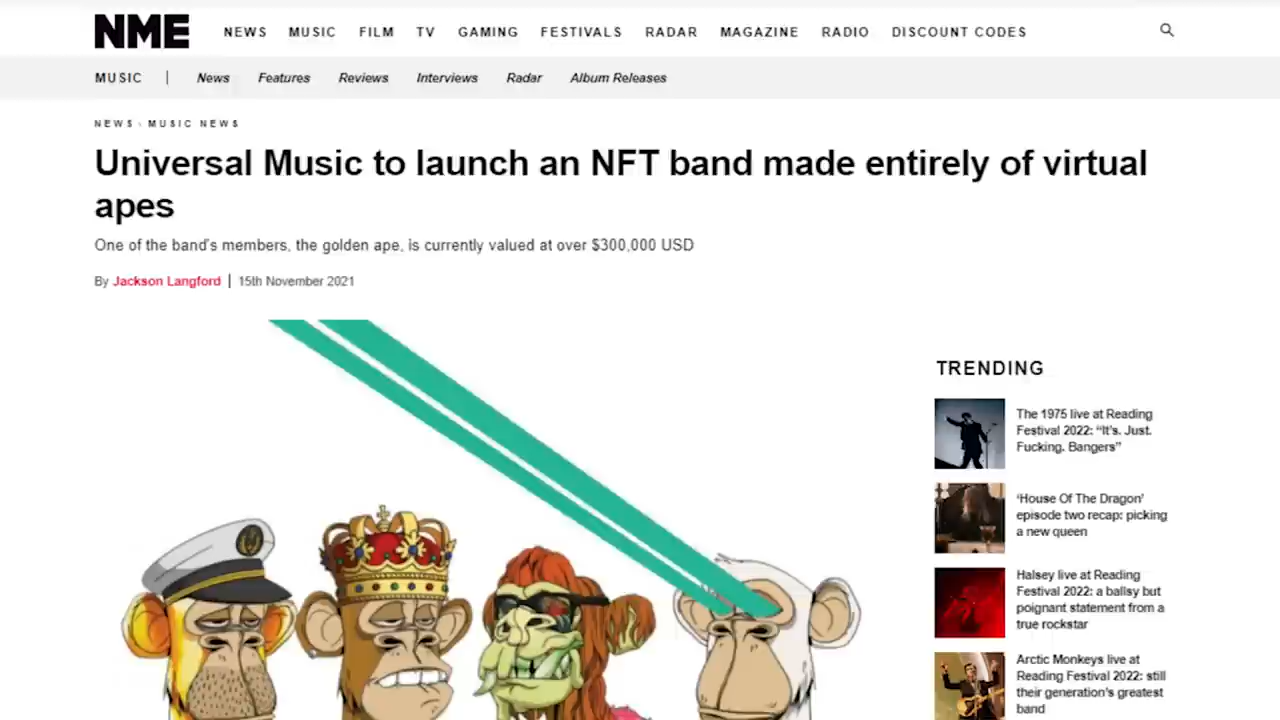 NME
NEWS MUSIC FILM TV GAMING FESTIVALS RADAR MAGAZINE RADIO DISCOUNT CODES
MUSIC | News Features Reviews Interviews Radar Album Releases
NEWS › MUSIC NEWS
Universal Music to launch an NFT band made entirely of virtual
apes
One of the band's members, the golden ape, is currently valued at over $300,000 USD
By Jackson Langford | 15th November 2021
TRENDING
The 1975 live at Reading
Festival 2022: “It’s. Just.
Fucking. Bangers”
‘House Of The Dragon’
episode two recap: picking
a new queen
Halsey live at Reading
Festival 2022: a ballsy but
poignant statement from a
true rockstar
Arctic Monkeys live at
Reading Festival 2022: still
their generation’s greatest
band